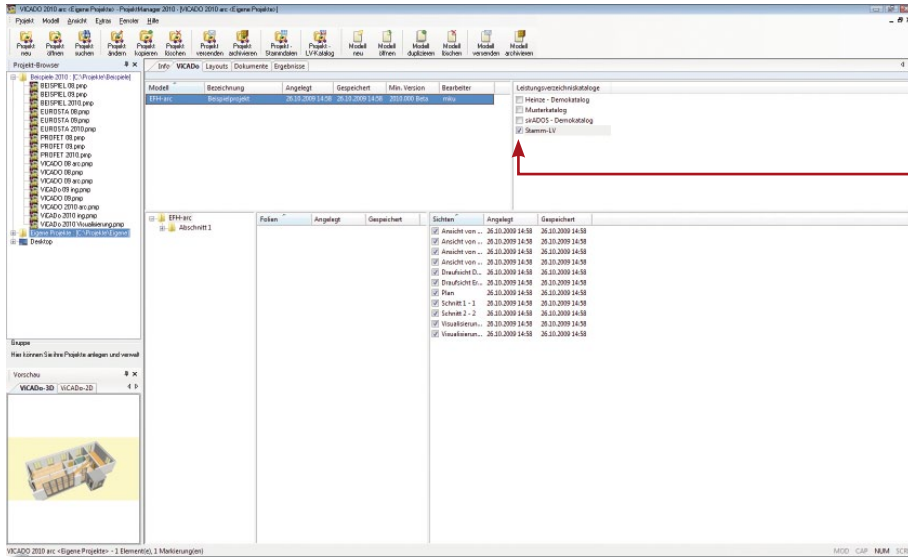 VICADO 2010 arc <Eigene Projekte> - ProjektManager 2010 - [VICADO 2010 arc <Eigene Projekte>]
Projekt Modell Ansicht Extras Fenster Hilfe
Projekt neu
Projekt öffnen
Projekt suchen
Projekt ändern
Projekt kopieren
Projekt löschen
Projekt versenden
Projekt archivieren
Projekt - Stammdaten
Projekt - LV-Katalog
Modell neu
Modell öffnen
Modell duplizieren
Modell löschen
Modell versenden
Modell archivieren
Projekt-Browser
Info VICADo Layouts Dokumente Ergebnisse
Beispiele 2010 : [C:\Projekte\Beispiele]
BEISPIEL 08.pmp
BEISPIEL 09.pmp
BEISPIEL 2010.pmp
EUROSTA 08.pmp
EUROSTA 09.pmp
EUROSTA 2010.pmp
PROFET 08.pmp
PROFET 09.pmp
PROFET 2010.pmp
VICADO 08 arc.pmp
VICADO 08.pmp
VICADO 09 arc.pmp
VICADo 09 ing.pmp
VICADO 09.pmp
VICADO 2010 arc.pmp
VICADo 2010 ing.pmp
VICADo 2010 Visualisierung.pmp
Eigene Projekte : [C:\Projekte\Eigene]
Desktop
Modell Bezeichnung Angelegt Gespeichert Min. Version Bearbeiter
EFH-arc Beispielprojekt 26.10.2009 14:58 26.10.2009 14:58 2010.000 Beta miku
Leistungsverzeichniskataloge
Heinze - Demokatalog
Musterkatalog
sirADOS - Demokatalog
Stamm-LV
EFH-arc
Abschnitt 1
Folien Angelegt Gespeichert
Sichten Angelegt Gespeichert
Ansicht von ... 26.10.2009 14:58 26.10.2009 14:58
Ansicht von ... 26.10.2009 14:58 26.10.2009 14:58
Ansicht von ... 26.10.2009 14:58 26.10.2009 14:58
Ansicht von ... 26.10.2009 14:58 26.10.2009 14:58
Draufsicht D... 26.10.2009 14:58 26.10.2009 14:58
Draufsicht Er... 26.10.2009 14:58 26.10.2009 14:58
Plan 26.10.2009 14:58 26.10.2009 14:58
Schnitt 1 - 1 26.10.2009 14:58 26.10.2009 14:58
Schnitt 2 - 2 26.10.2009 14:58 26.10.2009 14:58
Visualisierun... 26.10.2009 14:58 26.10.2009 14:58
Visualisierun... 26.10.2009 14:58 26.10.2009 14:58
Gruppe
Hier können Sie ihre Projekte anlegen und verwalt
Vorschau
VICADo-3D VICADo-2D
VICADO 2010 arc <Eigene Projekte> - 1 Element(e), 1 Markierung(en)
MOD CAP NUM SCR